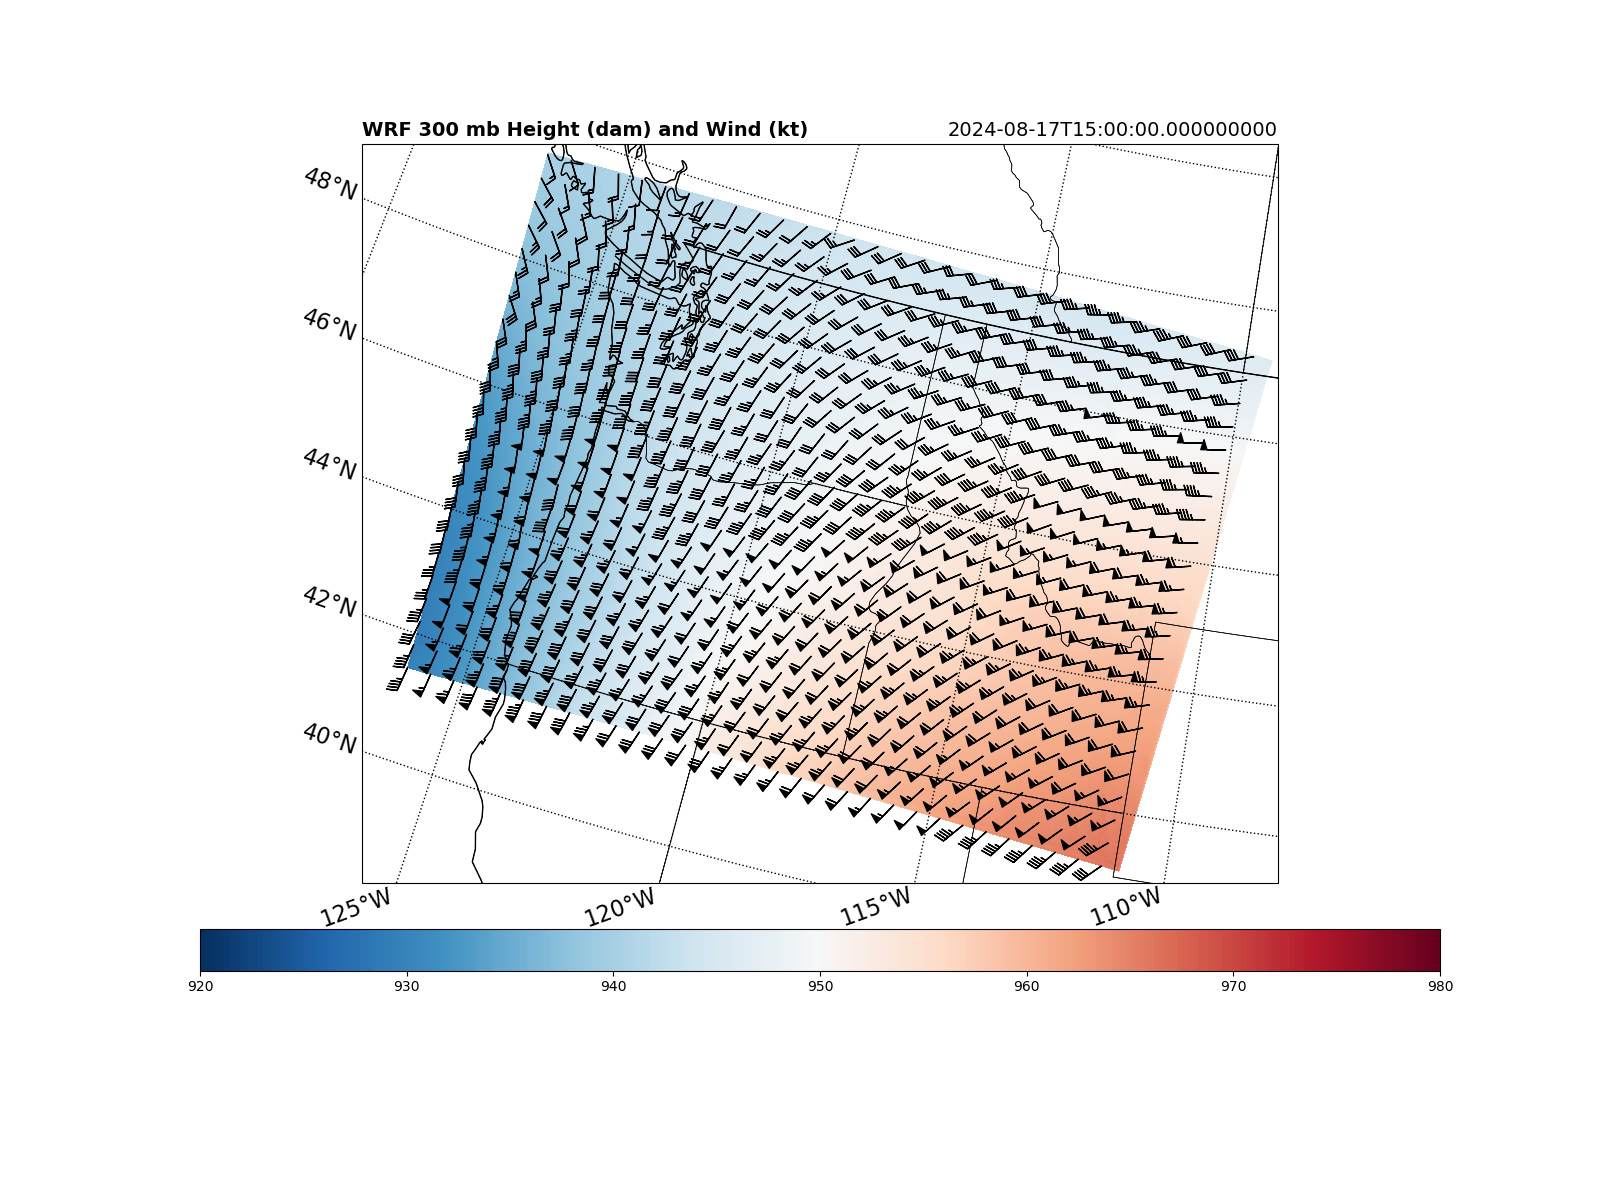 WRF 300 mb Height (dam) and Wind (kt) 2024-08-17T15:00:00.000000000
48°N
46°N
44°N
42°N
40°N
125°W 120°W 115°W 110°W
920 930 940 950 960 970 980